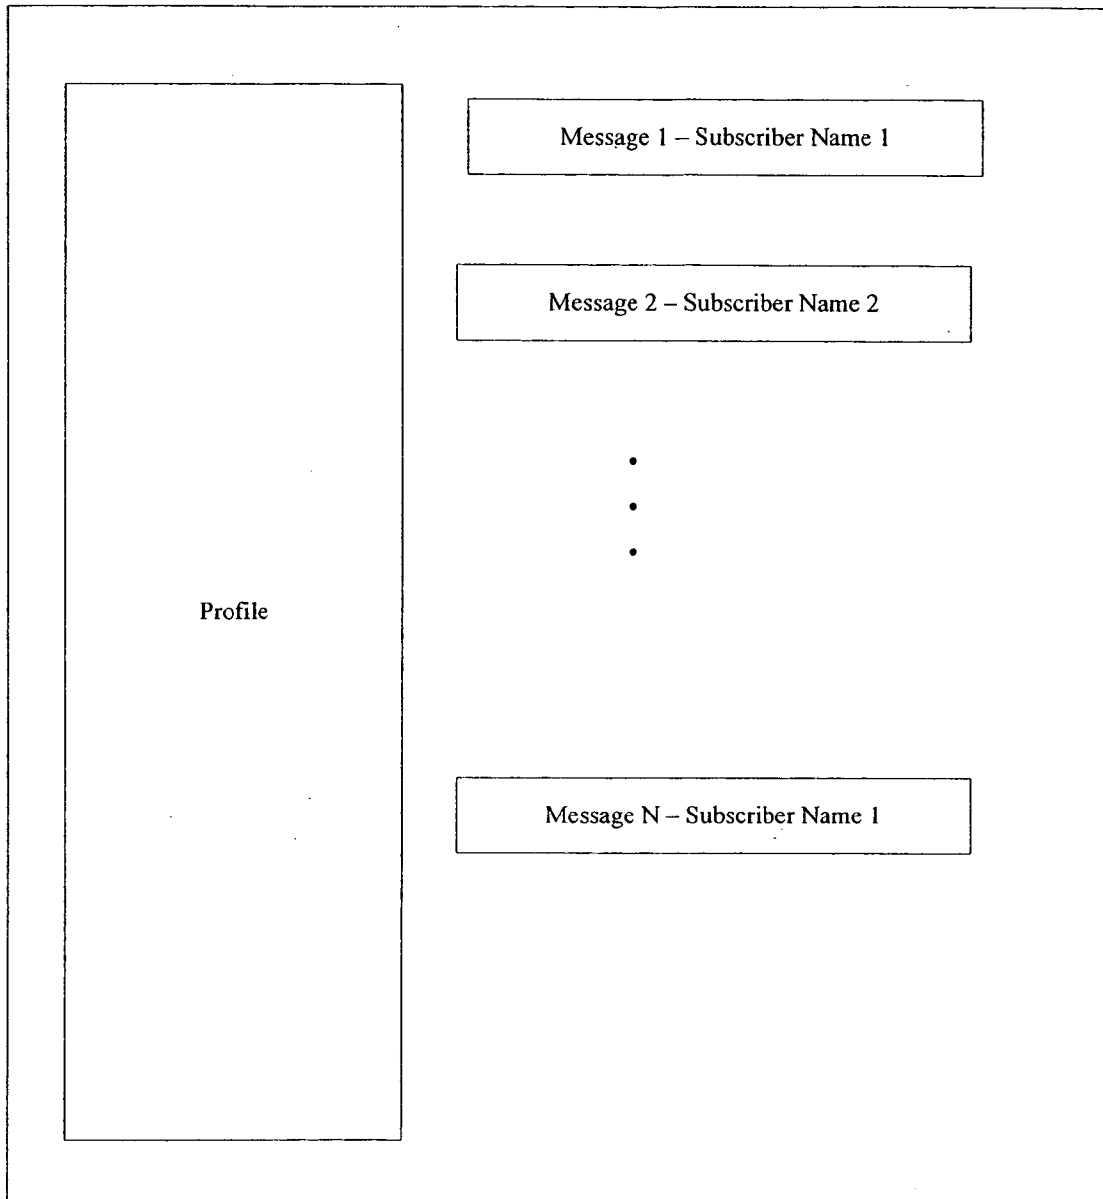 Message 1 – Subscriber Name 1
Message 2 – Subscriber Name 2
Profile
Message N – Subscriber Name 1